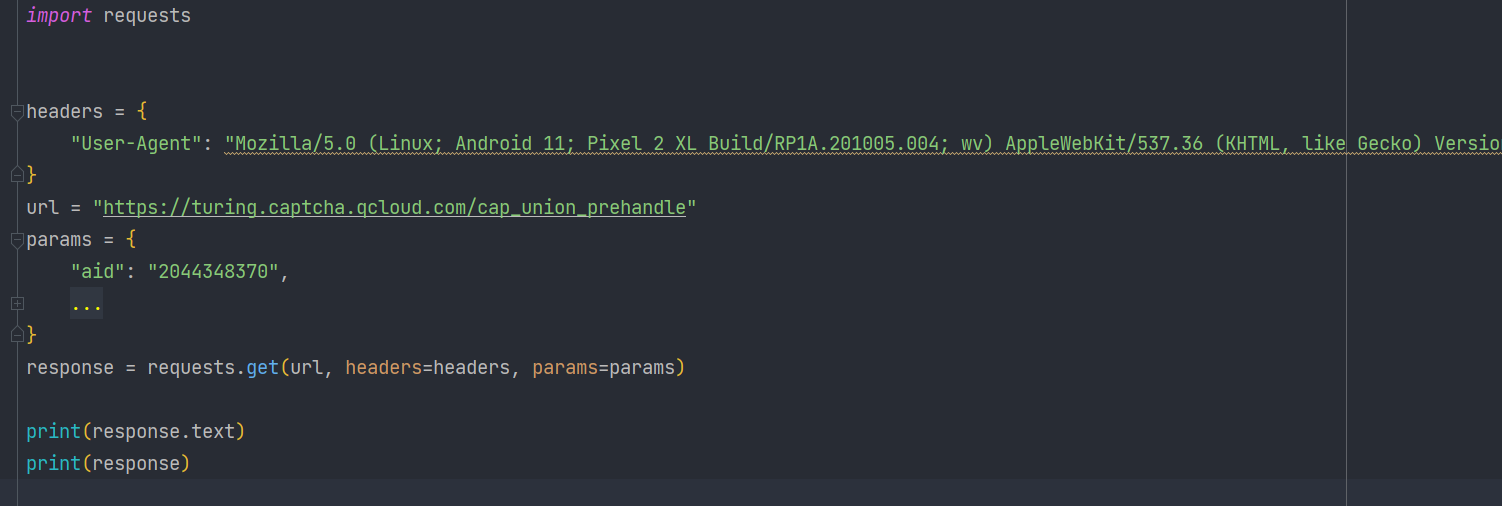 import requests
headers = {
"User-Agent": "Mozilla/5.0 (Linux; Android 11; Pixel 2 XL Build/RP1A.201005.004; wv) AppleWebKit/537.36 (KHTML, like Gecko) Versio
}
url = "https://turing.captcha.qcloud.com/cap_union_prehandle"
params = {
"aid": "2044348370",
...
}
response = requests.get(url, headers=headers, params=params)
print(response.text)
print(response)